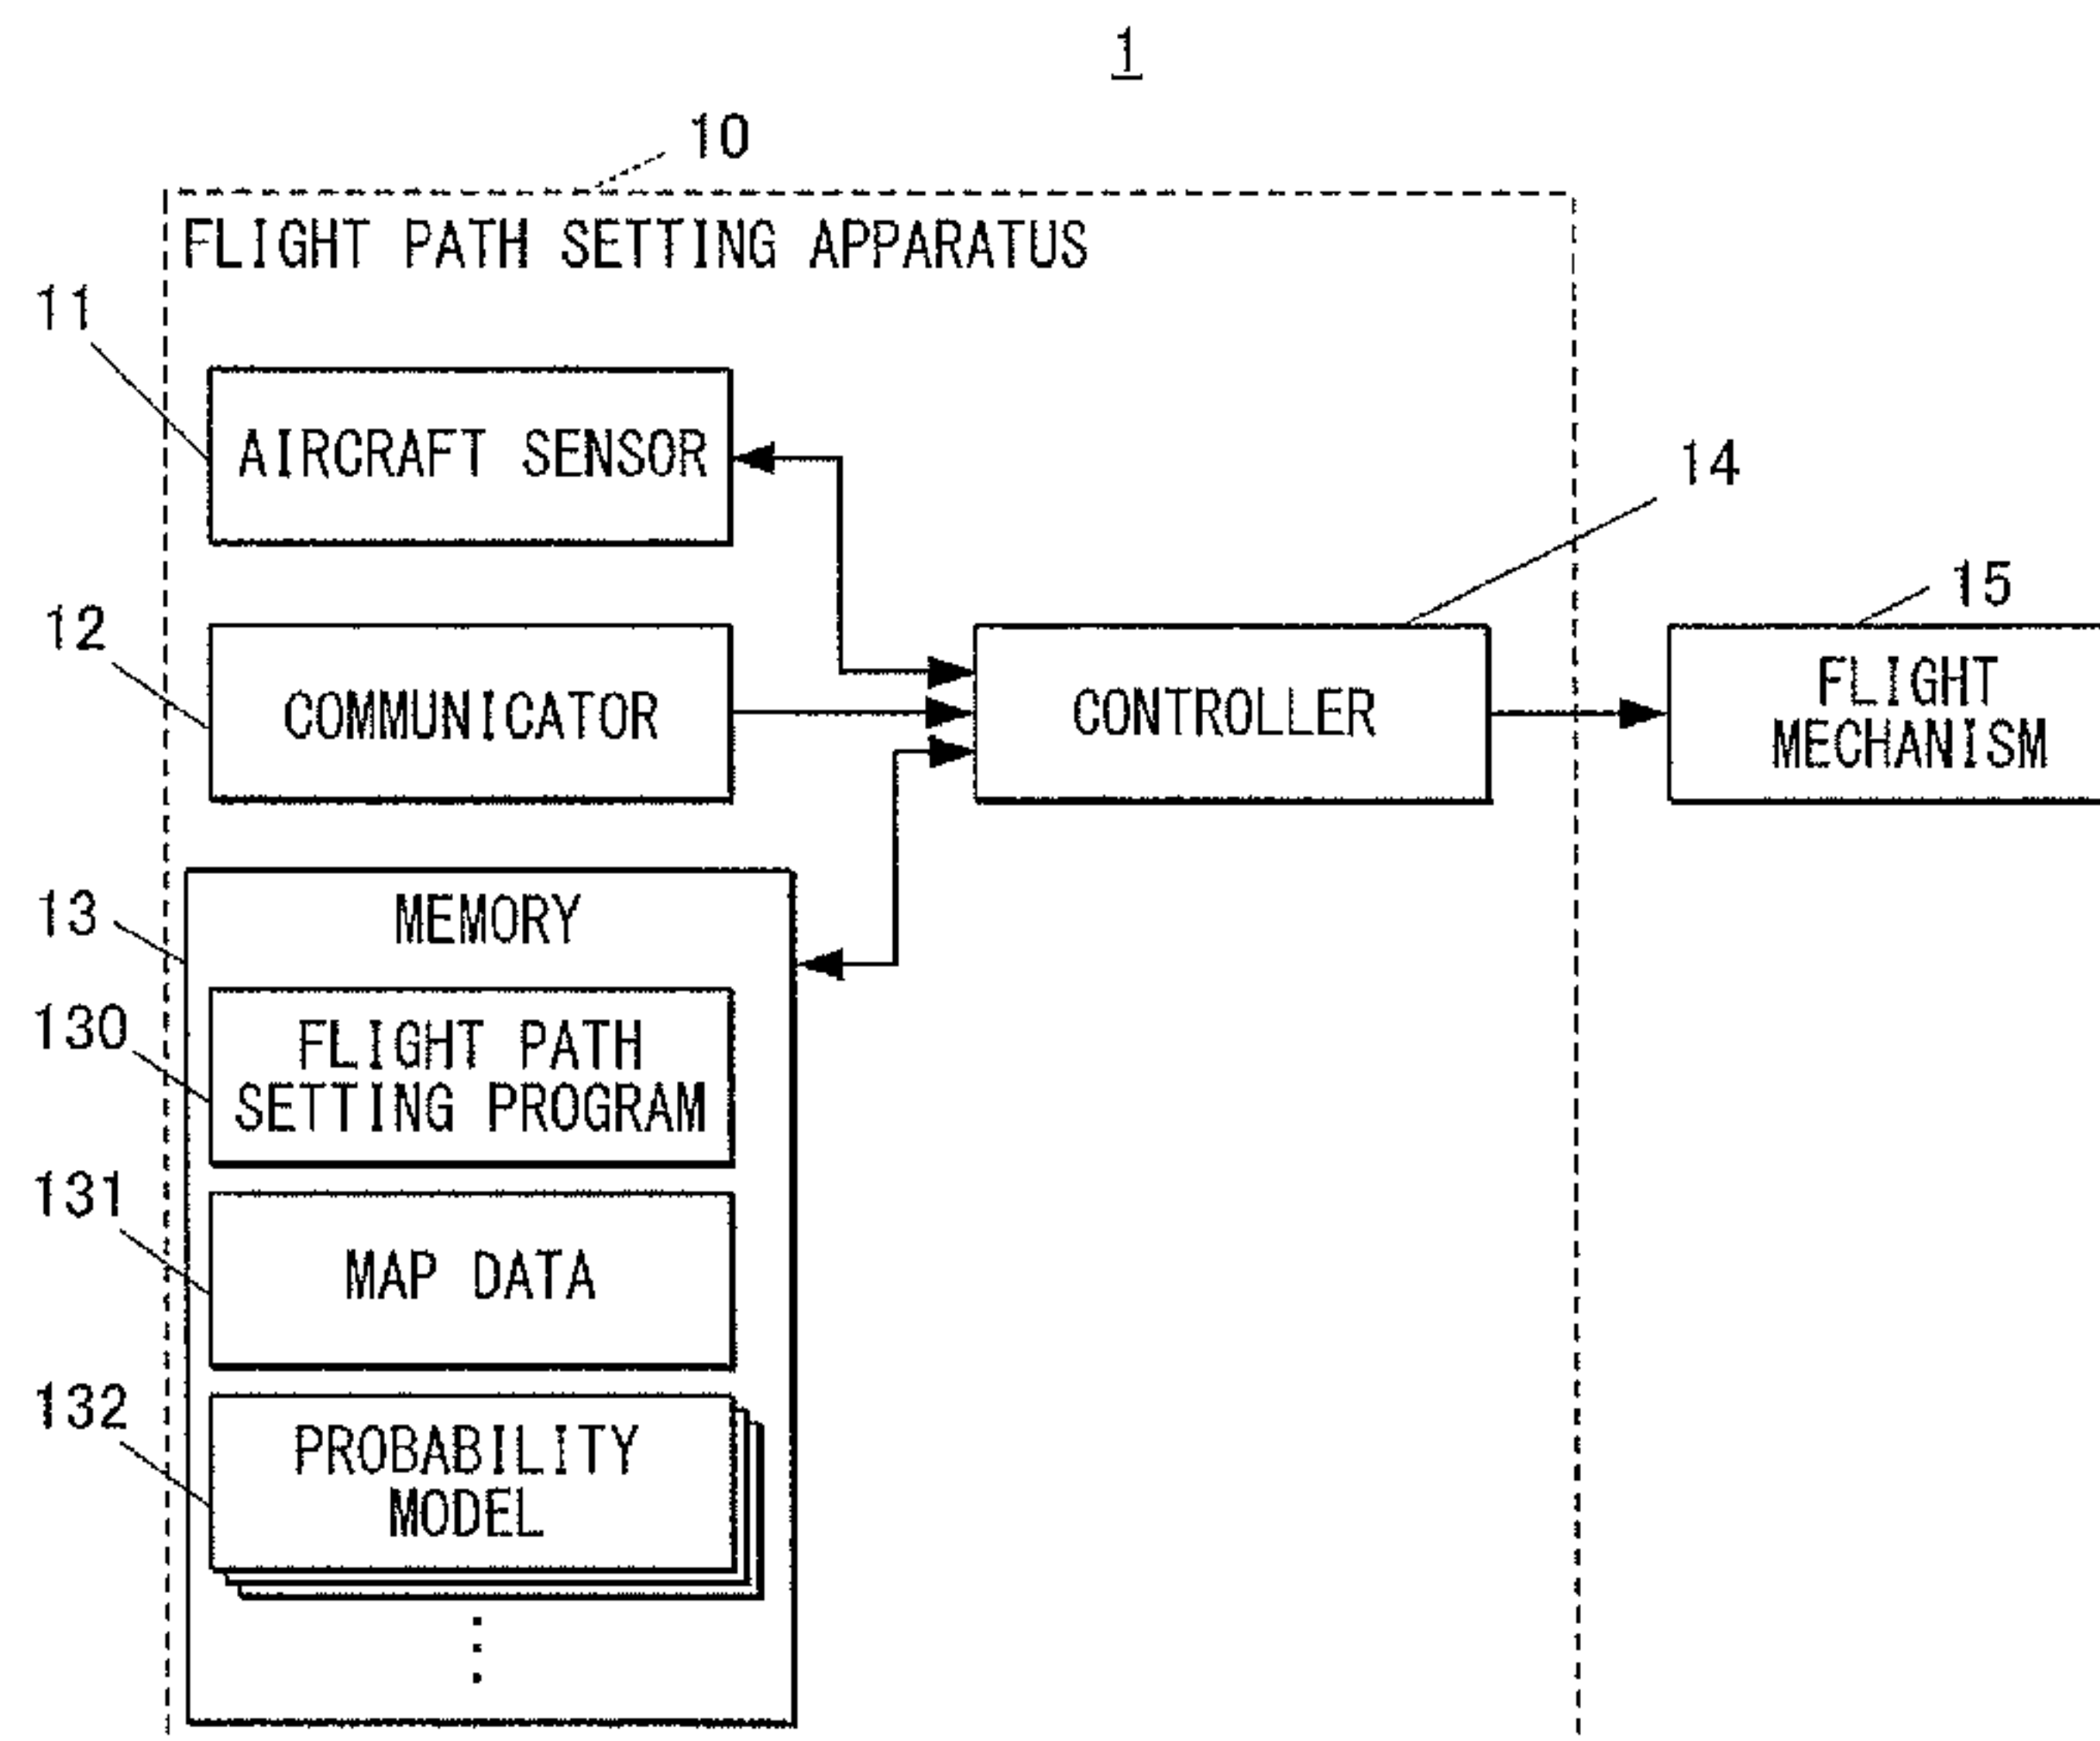 1
10
FLIGHT PATH SETTING APPARATUS
11
AIRCRAFT SENSOR
14
12
COMMUNICATOR
CONTROLLER
15
FLIGHT
MECHANISM
13
MEMORY
130
FLIGHT PATH
SETTING PROGRAM
131
MAP DATA
132
PROBABILITY
MODEL